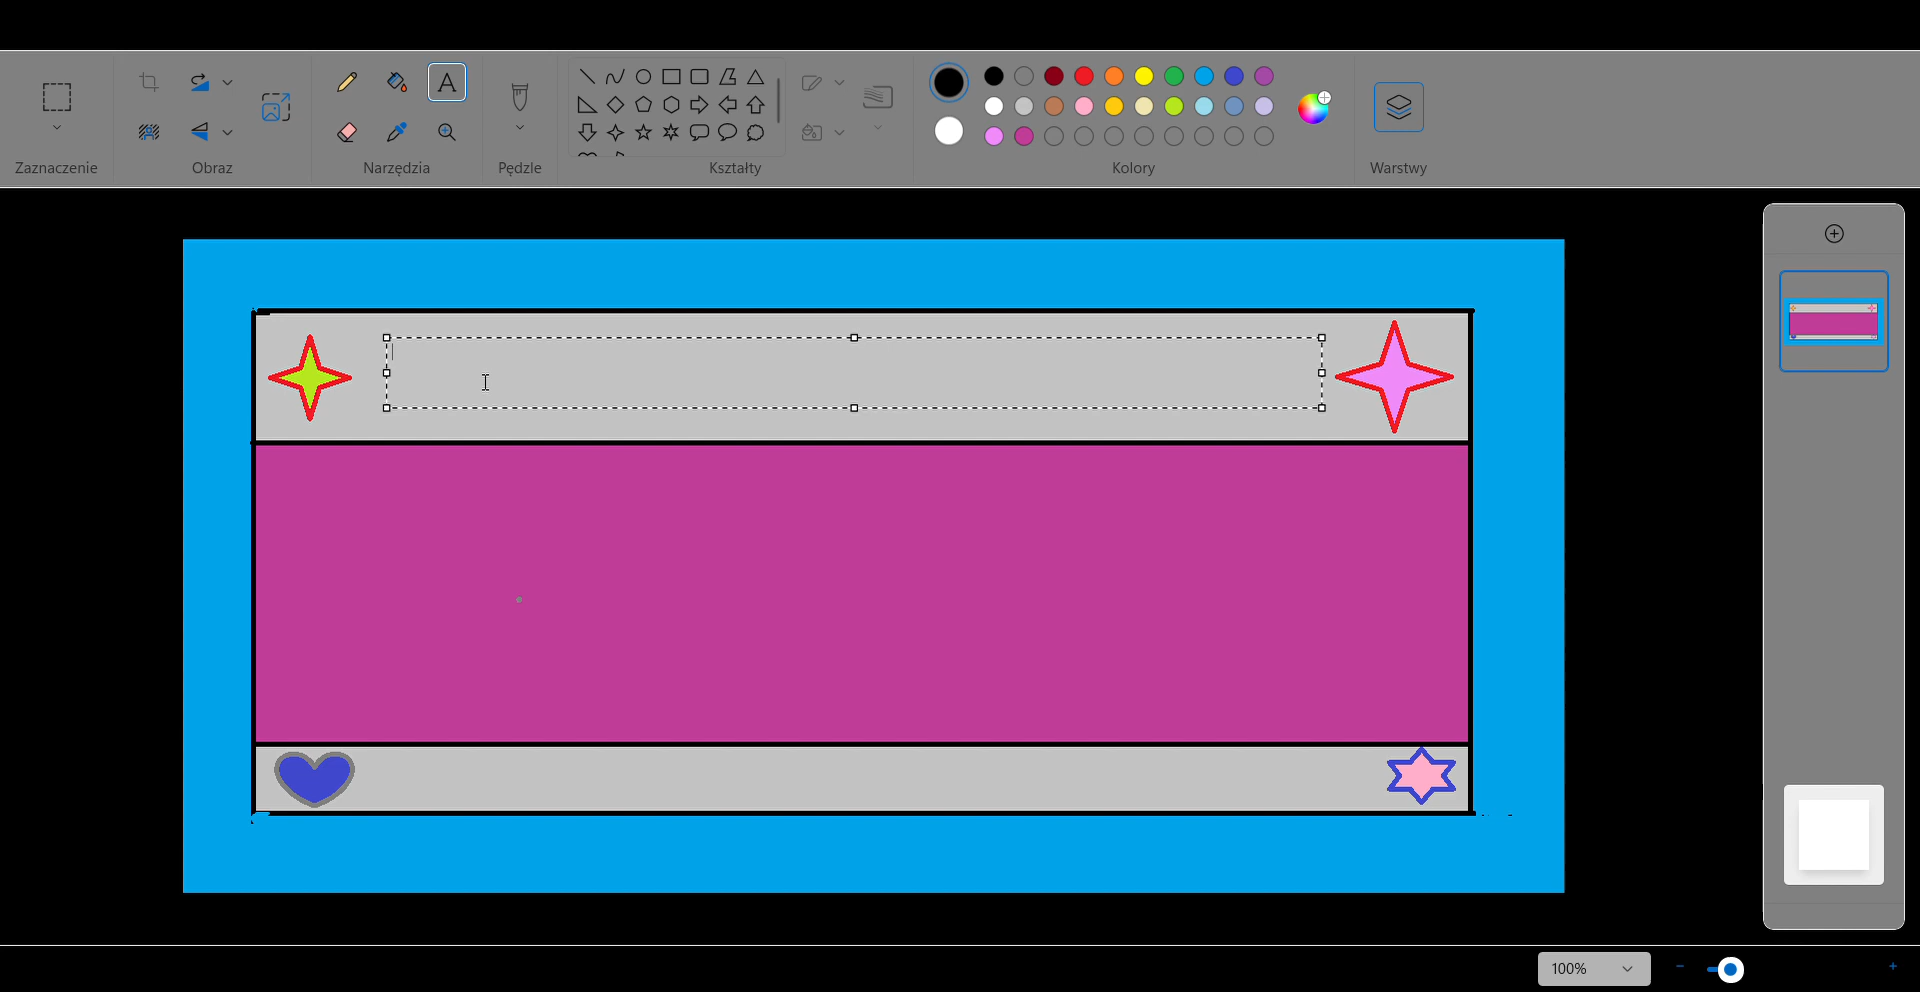 A
Zaznaczenie
Obraz
Narzędzia
Pędzle
Kształty
Kolory
Warstwy
100%